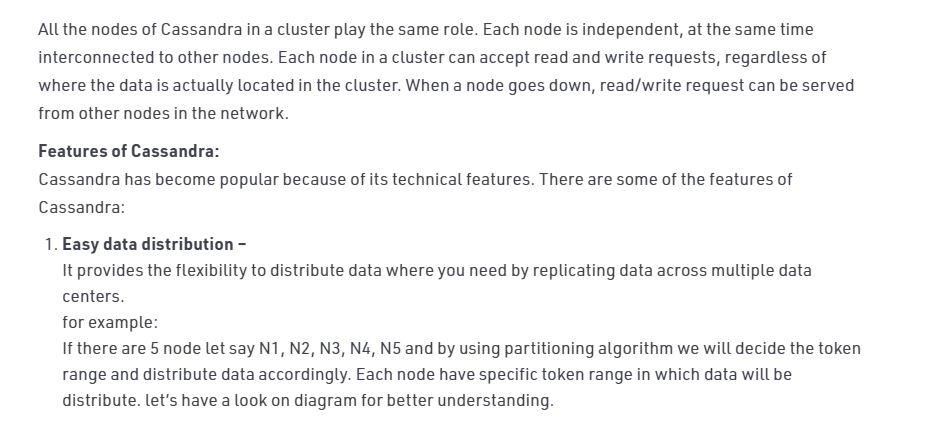 All the nodes of Cassandra in a cluster play the same role. Each node is independent, at the same time
interconnected to other nodes. Each node in a cluster can accept read and write requests, regardless of
where the data is actually located in the cluster. When a node goes down, read/write request can be served
from other nodes in the network.
Features of Cassandra:
Cassandra has become popular because of its technical features. There are some of the features of
Cassandra:
1. Easy data distribution –
It provides the flexibility to distribute data where you need by replicating data across multiple data
centers.
for example:
If there are 5 node let say N1, N2, N3, N4, N5 and by using partitioning algorithm we will decide the token
range and distribute data accordingly. Each node have specific token range in which data will be
distribute. let’s have a look on diagram for better understanding.